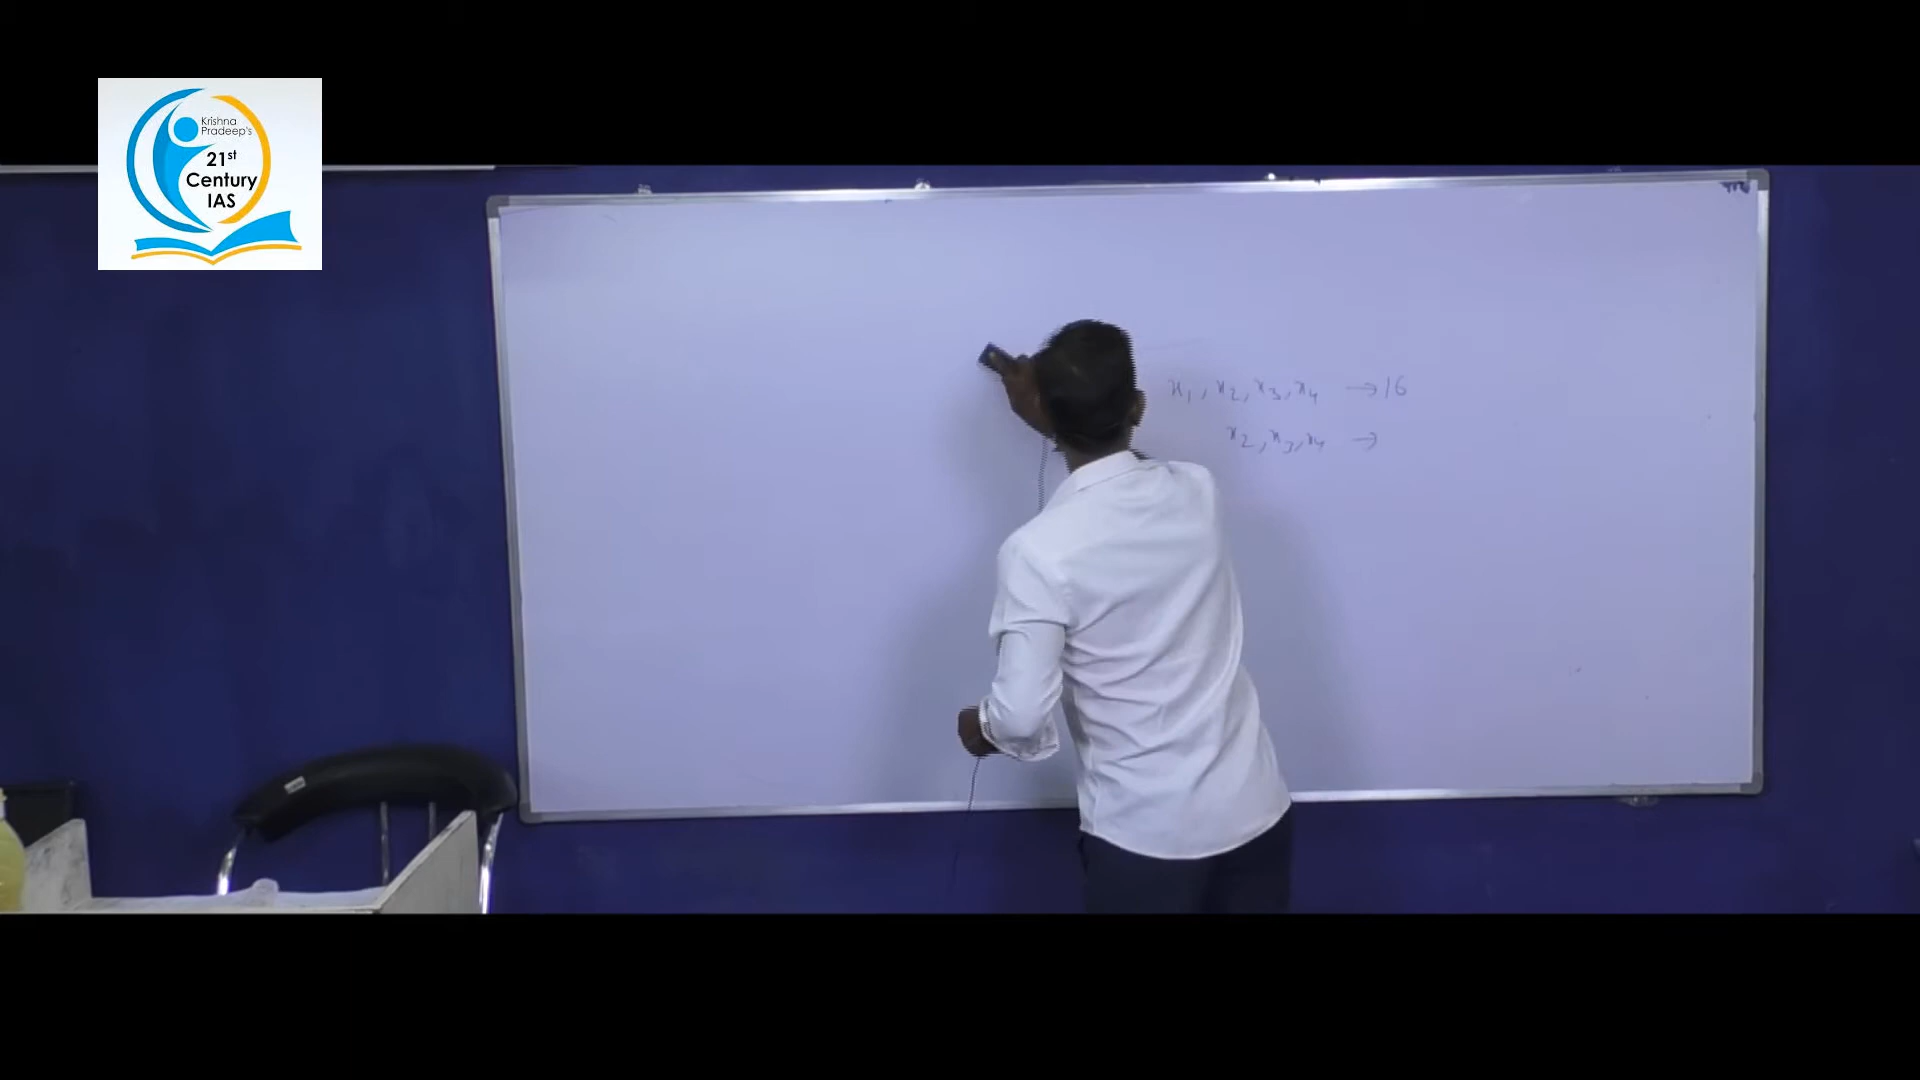 Krishna
Pradeep's
21st
Century
IAS
x1, x2, x3, x4 → 16
x2, x3, x4 →